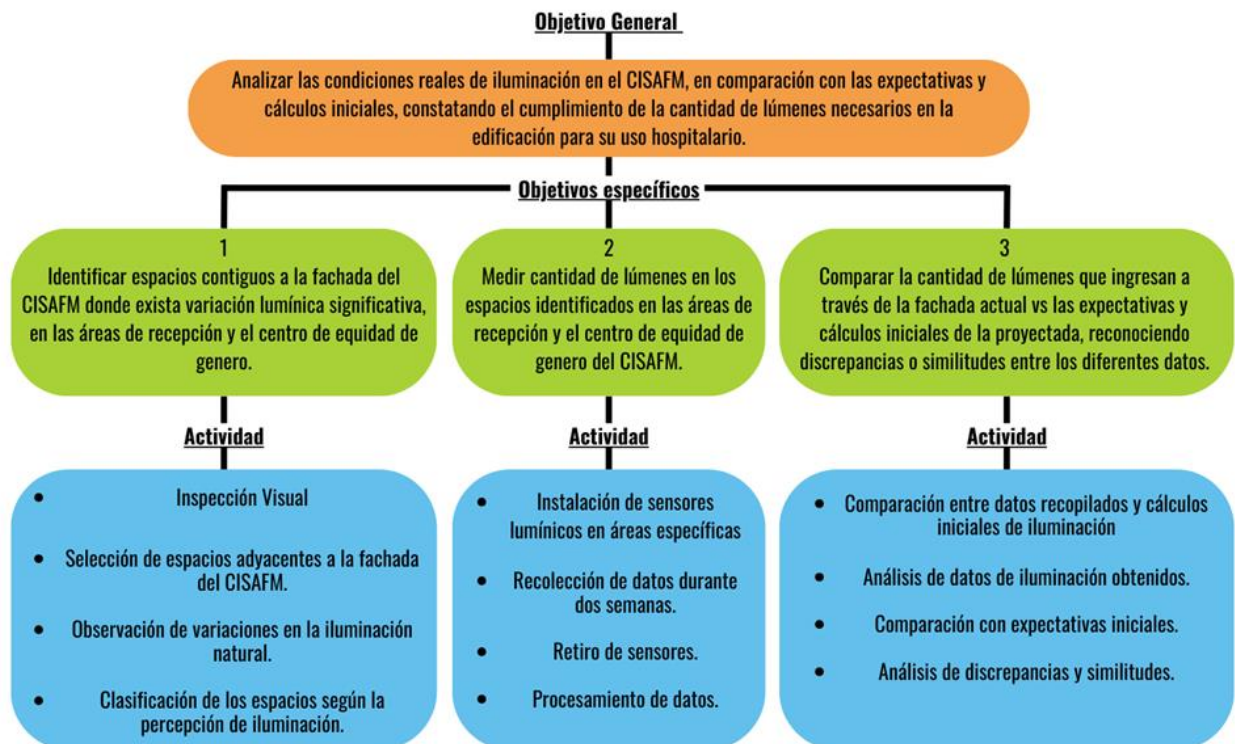 Objetivo General
Analizar las condiciones reales de iluminación en el CISAFM, en comparación con las expectativas y
cálculos iniciales, constatando el cumplimiento de la cantidad de lúmenes necesarios en la
edificación para su uso hospitalario.
Objetivos específicos
1
Identificar espacios contiguos a la fachada del
CISAFM donde exista variación lumínica significativa,
en las áreas de recepción y el centro de equidad de
genero.
2
Medir cantidad de lúmenes en los
espacios identificados en las áreas de
recepción y el centro de equidad de
genero del CISAFM.
3
Comparar la cantidad de lúmenes que ingresan a
través de la fachada actual vs las expectativas y
cálculos iniciales de la proyectada, reconociendo
discrepancias o similitudes entre los diferentes datos.
Actividad
• Inspección Visual
• Selección de espacios adyacentes a la fachada
del CISAFM.
• Observación de variaciones en la iluminación
natural.
• Clasificación de los espacios según la
percepción de iluminación.
Actividad
• Instalación de sensores
lumínicos en áreas específicas
• Recolección de datos durante
dos semanas.
• Retiro de sensores.
• Procesamiento de datos.
Actividad
• Comparación entre datos recopilados y cálculos
iniciales de iluminación
• Análisis de datos de iluminación obtenidos.
• Comparación con expectativas iniciales.
• Análisis de discrepancias y similitudes.